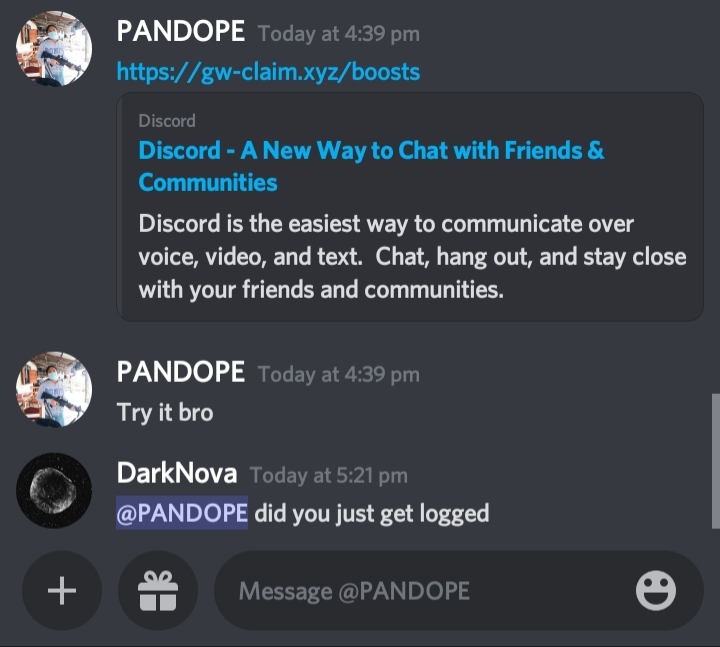 PANDOPE Today at 4:39 pm
https://gw-claim.xyz/boosts
Discord
Discord - A New Way to Chat with Friends &
Communities
Discord is the easiest way to communicate over
voice, video, and text.  Chat, hang out, and stay close
with your friends and communities.
PANDOPE Today at 4:39 pm
Try it bro
DarkNova Today at 5:21 pm
@PANDOPE did you just get logged
Message @PANDOPE